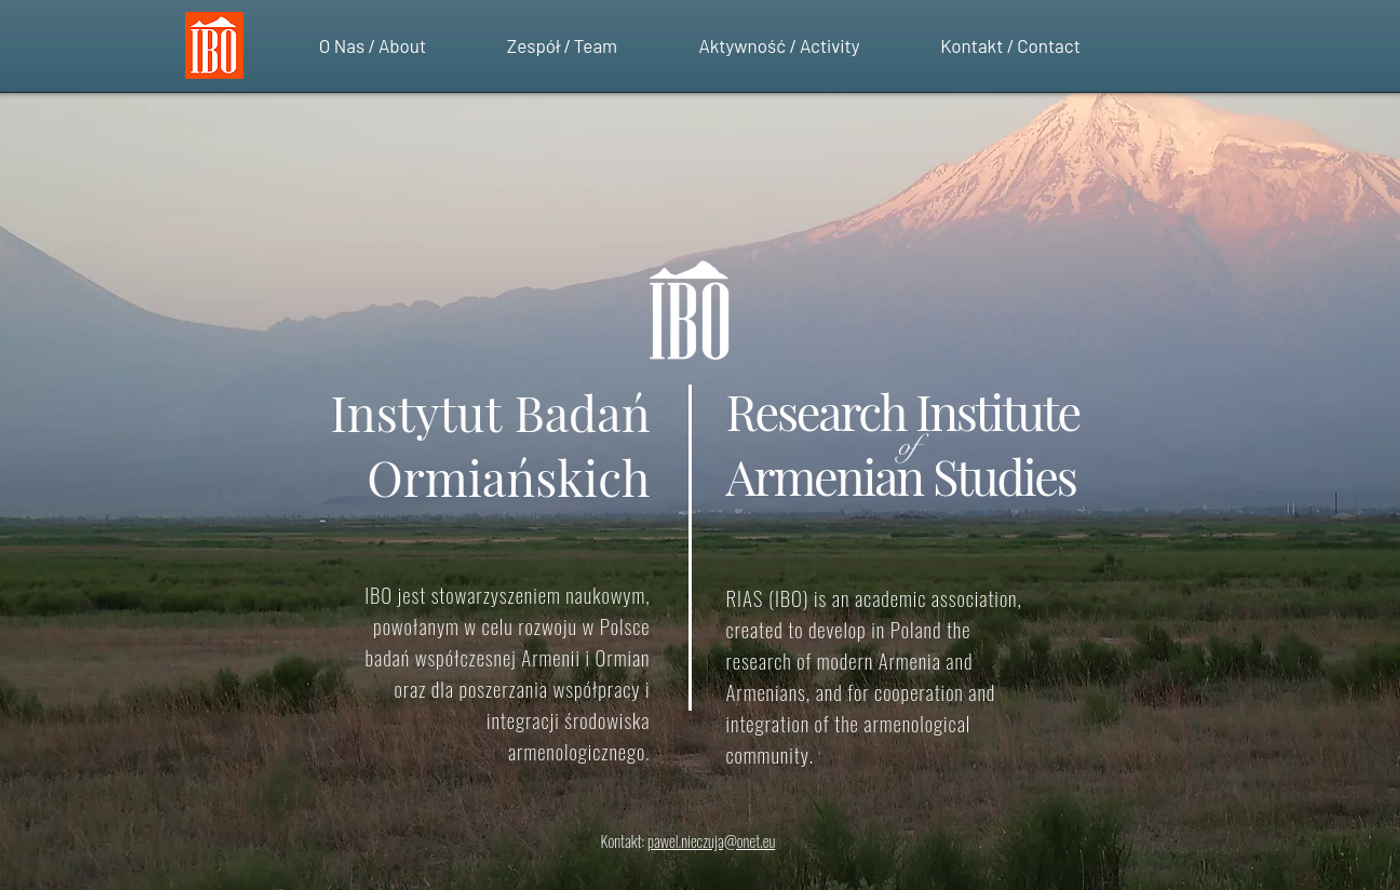 IBO
O Nas / About
Zespół / Team
Aktywność / Activity
Kontakt / Contact
IBO
Instytut Badań
Ormiańskich
Research Institute
of
Armenian Studies
IBO jest stowarzyszeniem naukowym,
powołanym w celu rozwoju w Polsce
badań współczesnej Armenii i Ormian
oraz dla poszerzania współpracy i
integracji środowiska
armenologicznego.
RIAS (IBO) is an academic association,
created to develop in Poland the
research of modern Armenia and
Armenians, and for cooperation and
integration of the armenological
community.
Kontakt: pawel.nieczuja@onet.eu